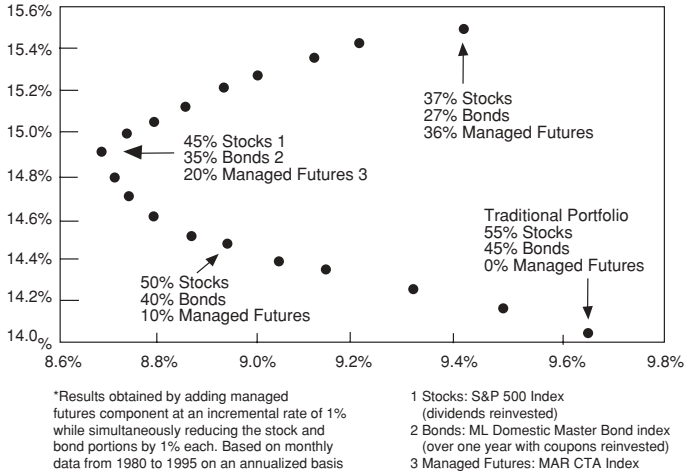 15.6%
15.4%
15.2%
15.0%
14.8%
14.6%
14.4%
14.2%
14.0%
8.6%
8.8%
9.0%
9.2%
9.4%
9.6%
9.8%
37% Stocks
27% Bonds
36% Managed Futures
45% Stocks 1
35% Bonds 2
20% Managed Futures 3
Traditional Portfolio
55% Stocks
45% Bonds
0% Managed Futures
50% Stocks
40% Bonds
10% Managed Futures
*Results obtained by adding managed
futures component at an incremental rate of 1%
while simultaneously reducing the stock and
bond portions by 1% each. Based on monthly
data from 1980 to 1995 on an annualized basis
1 Stocks: S&P 500 Index
(dividends reinvested)
2 Bonds: ML Domestic Master Bond index
(over one year with coupons reinvested)
3 Managed Futures: MAR CTA Index